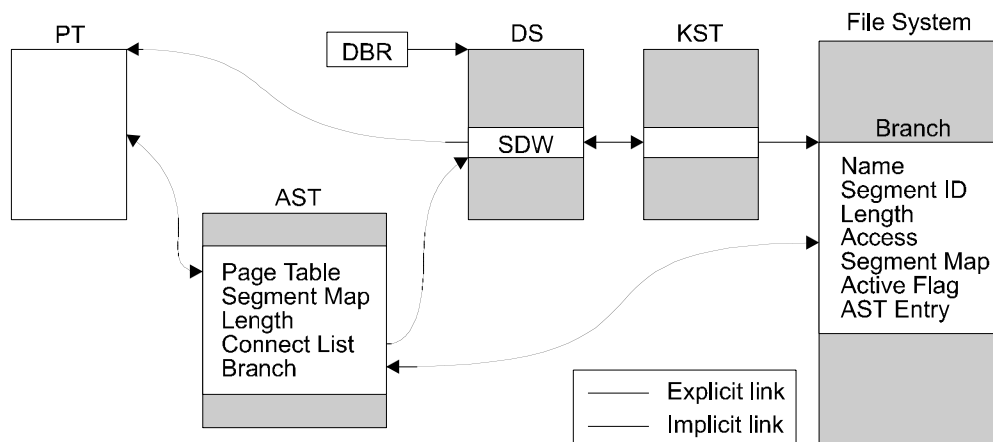 File System
PT
DBR
DS
KST
SDW
Branch
Name
Segment ID
Length
Access
Segment Map
Active Flag
AST Entry
AST
Page Table
Segment Map
Length
Connect List
Branch
Explicit link
Implicit link